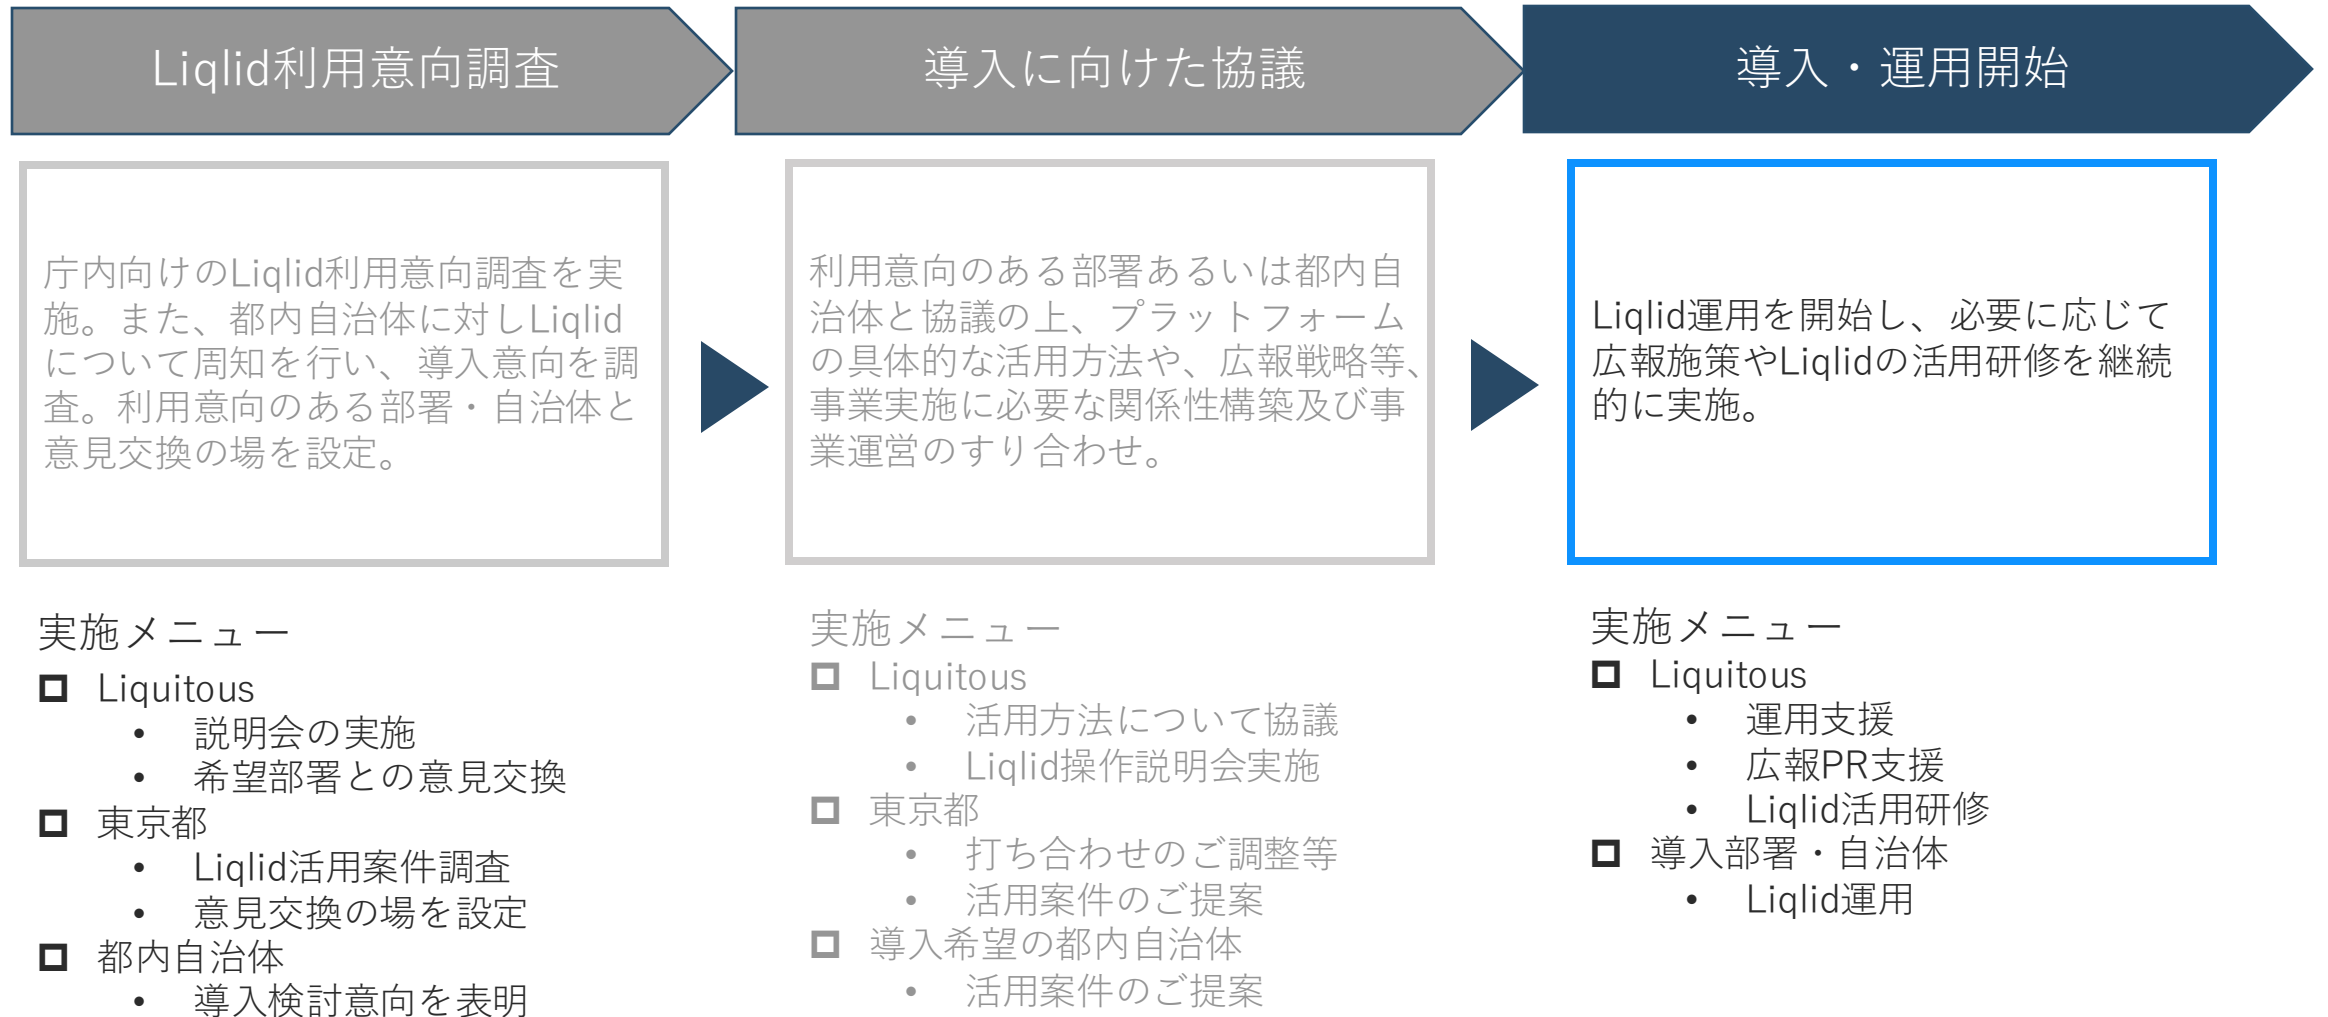 Liqlid利用意向調査
導入に向けた協議
導入・運用開始
庁内向けのLiqlid利用意向調査を実
施。また、都内自治体に対しLiqlid
について周知を行い、導入意向を調
査。利用意向のある部署・自治体と
意見交換の場を設定。
利用意向のある部署あるいは都内自
治体と協議の上、プラットフォーム
の具体的な活用方法や、広報戦略等、
事業実施に必要な関係性構築及び事
業運営のすり合わせ。
Liqlid運用を開始し、必要に応じて
広報施策やLiqlidの活用研修を継続
的に実施。
実施メニュー
Liquitous
• 説明会の実施
• 希望部署との意見交換
東京都
• Liqlid活用案件調査
• 意見交換の場を設定
都内自治体
• 導入検討意向を表明
実施メニュー
Liquitous
• 活用方法について協議
• Liqlid操作説明会実施
東京都
• 打ち合わせのご調整等
• 活用案件のご提案
導入希望の都内自治体
• 活用案件のご提案
実施メニュー
Liquitous
• 運用支援
• 広報PR支援
• Liqlid活用研修
導入部署・自治体
• Liqlid運用